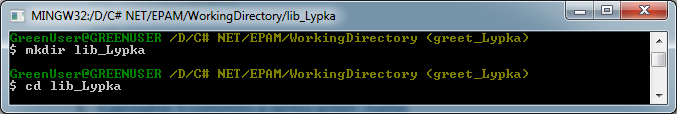 MINGW32:/D/C# NET/EPAM/WorkingDirectory/lib_Lypka
GreenUser@GREENUSER /D/C# NET/EPAM/WorkingDirectory (greet_Lypka)
$ mkdir lib_Lypka
GreenUser@GREENUSER /D/C# NET/EPAM/WorkingDirectory (greet_Lypka)
$ cd lib_Lypka